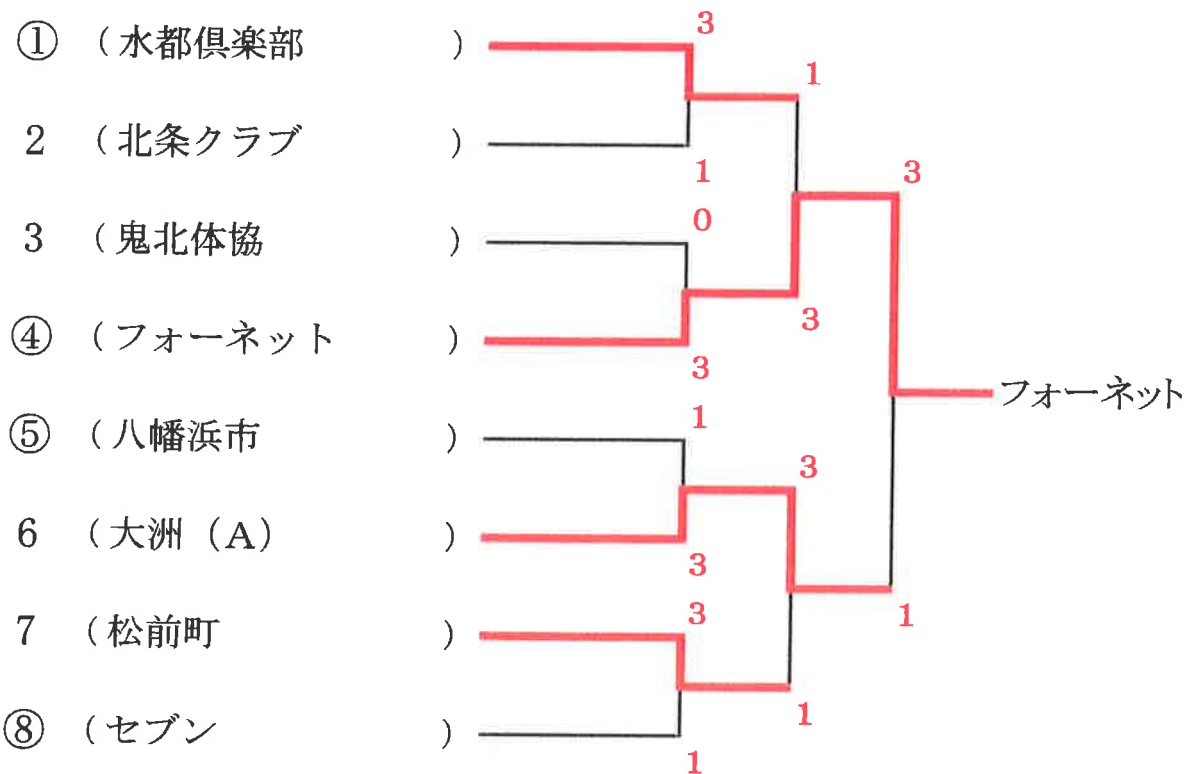 ① （水都倶楽部 ） 3
1
2 （北条クラブ ）
1
3
0
3 （鬼北体協 ）
④ （フォーネット ） 3
3
フォーネット
1
⑤ （八幡浜市 ）
3
6 （大洲（A） ） 3
1
3
7 （松前町 ）
1
⑧ （セブン ）
1